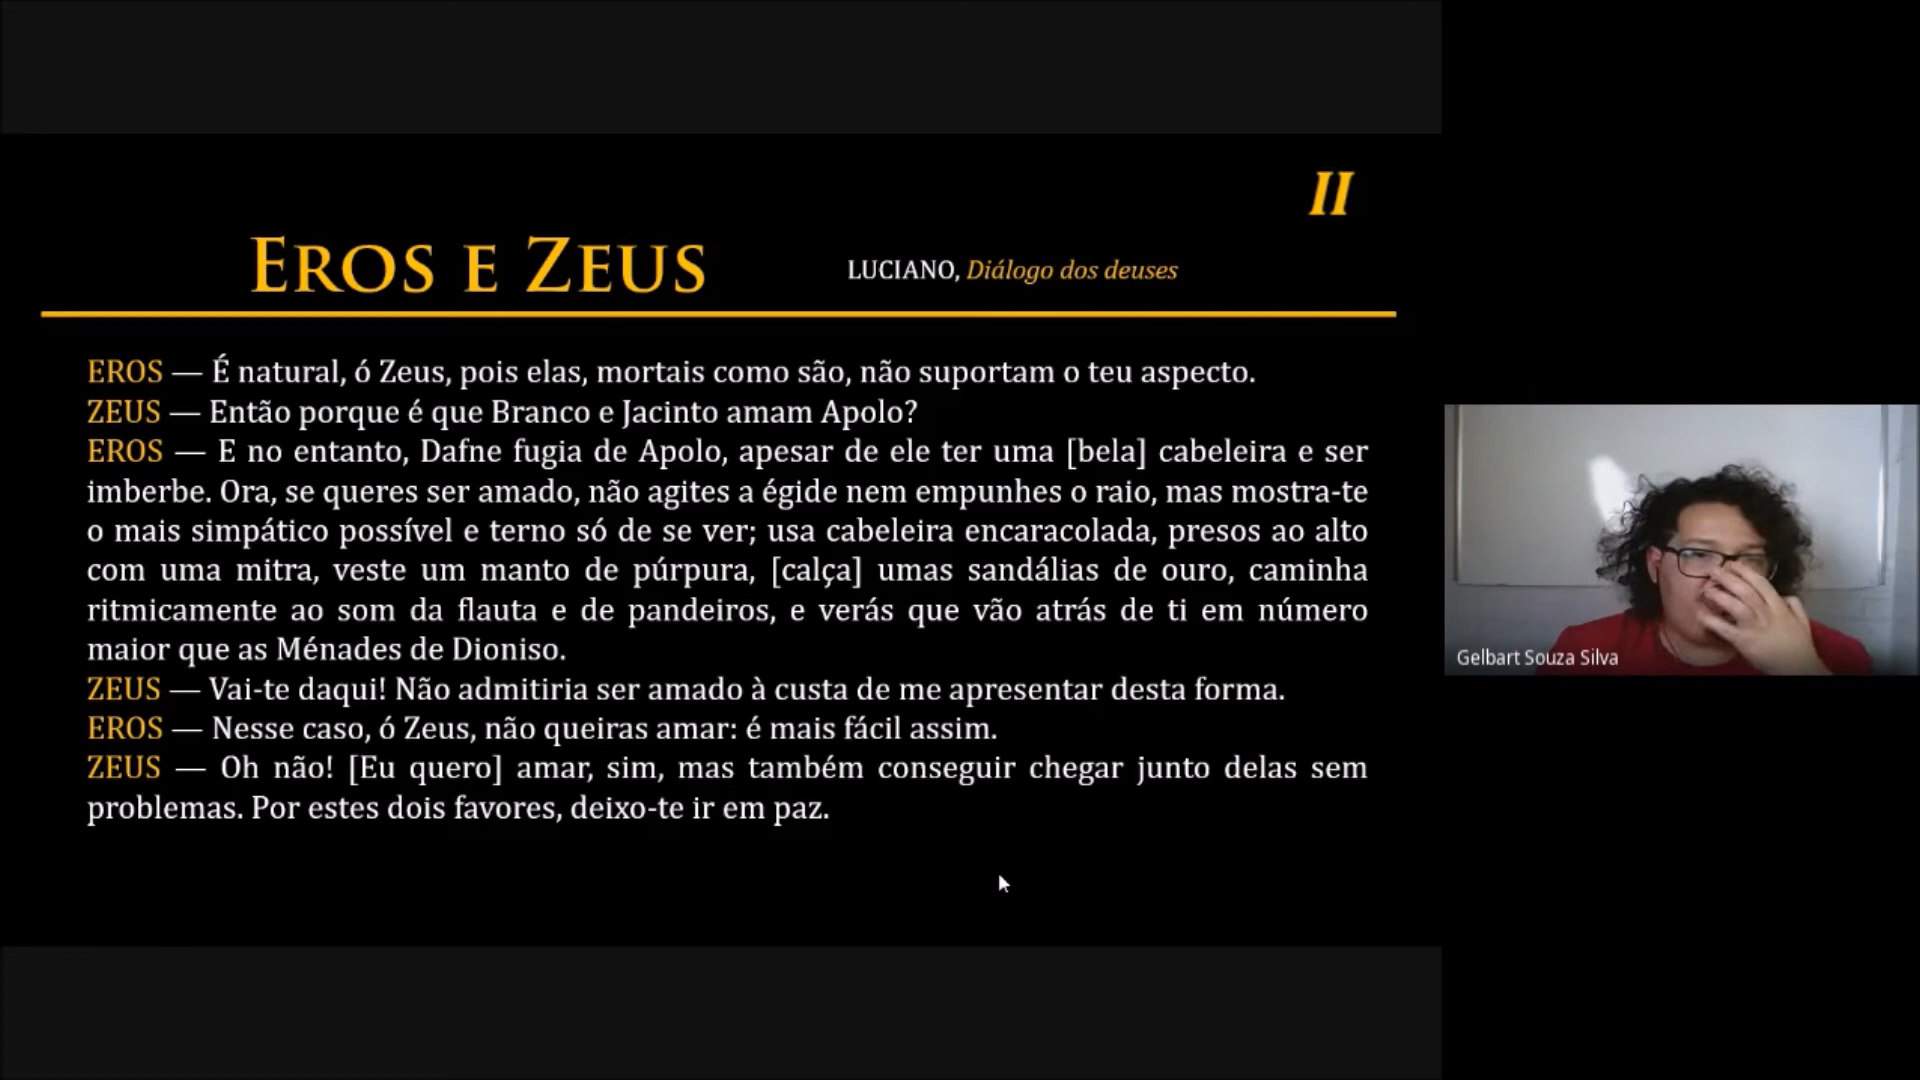 II
EROS E ZEUS
LUCIANO, Diálogo dos deuses
EROS — É natural, ó Zeus, pois elas, mortais como são, não suportam o teu aspecto.
ZEUS — Então porque é que Branco e Jacinto amam Apolo?
EROS — E no entanto, Dafne fugia de Apolo, apesar de ele ter uma [bela] cabeleira e ser
imberbe. Ora, se queres ser amado, não agites a égide nem empunhes o raio, mas mostra-te
o mais simpático possível e terno só de se ver; usa cabeleira encaracolada, presos ao alto
com uma mitra, veste um manto de púrpura, [calça] umas sandálias de ouro, caminha
ritmicamente ao som da flauta e de pandeiros, e verás que vão atrás de ti em número
maior que as Ménades de Dioniso.
ZEUS — Vai-te daqui! Não admitiria ser amado à custa de me apresentar desta forma.
EROS — Nesse caso, ó Zeus, não queiras amar: é mais fácil assim.
ZEUS — Oh não! [Eu quero] amar, sim, mas também conseguir chegar junto delas sem
problemas. Por estes dois favores, deixo-te ir em paz.
Gelbart Souza Silva